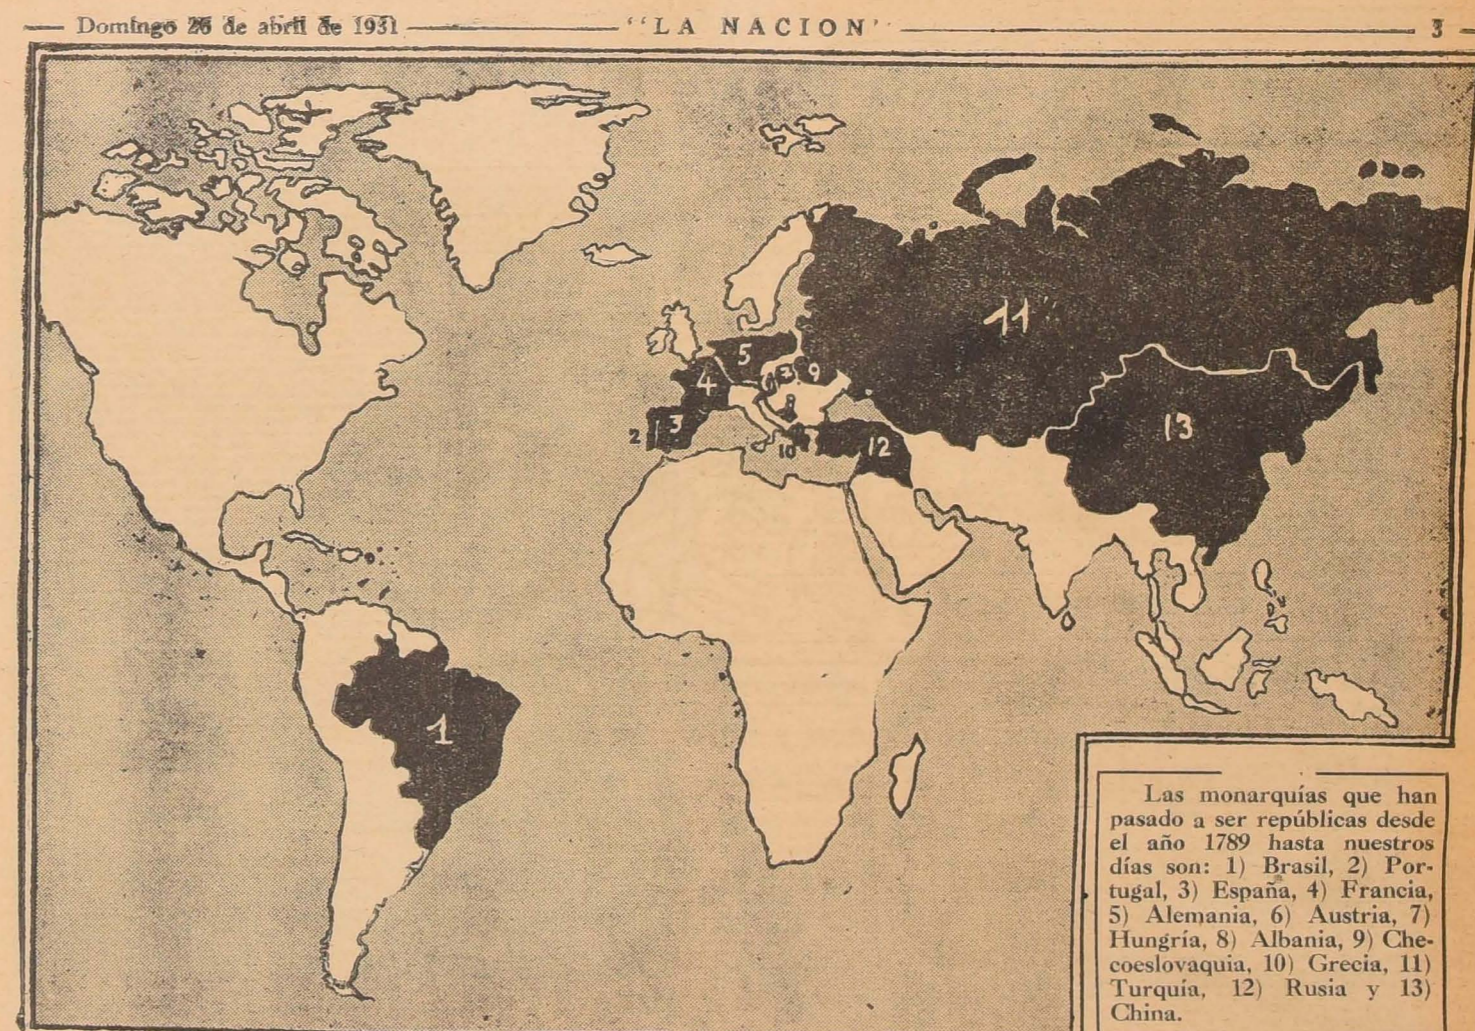 Domingo 26 de abril de 1931
"LA NACION"
3
11
5
4
6
7
9
8
2
3
10
12
13
1
Las monarquías que han
pasado a ser repúblicas desde
el año 1789 hasta nuestros
días son: 1) Brasil, 2) Por-
tugal, 3) España, 4) Francia,
5) Alemania, 6) Austria, 7)
Hungría, 8) Albania, 9) Che-
coeslovaquia, 10) Grecia, 11)
Turquía, 12) Rusia y 13)
China.